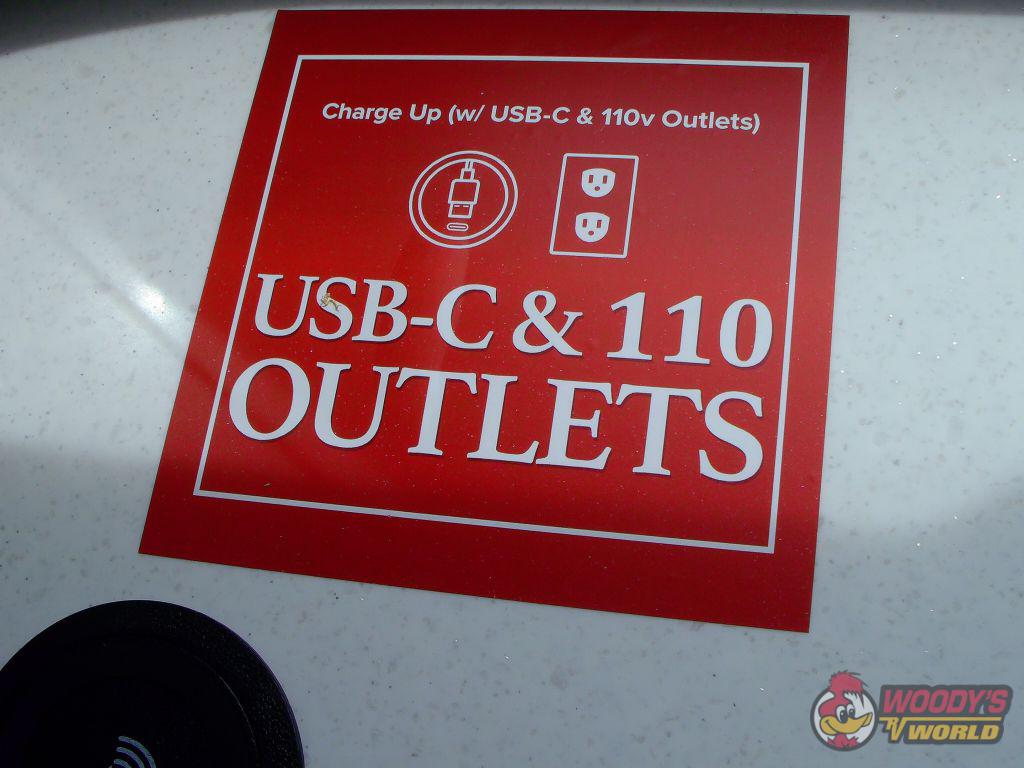 Charge Up (w/ USB-C & 110v Outlets)
USB-C & 110
OUTLETS
WOODY'S
RV WORLD